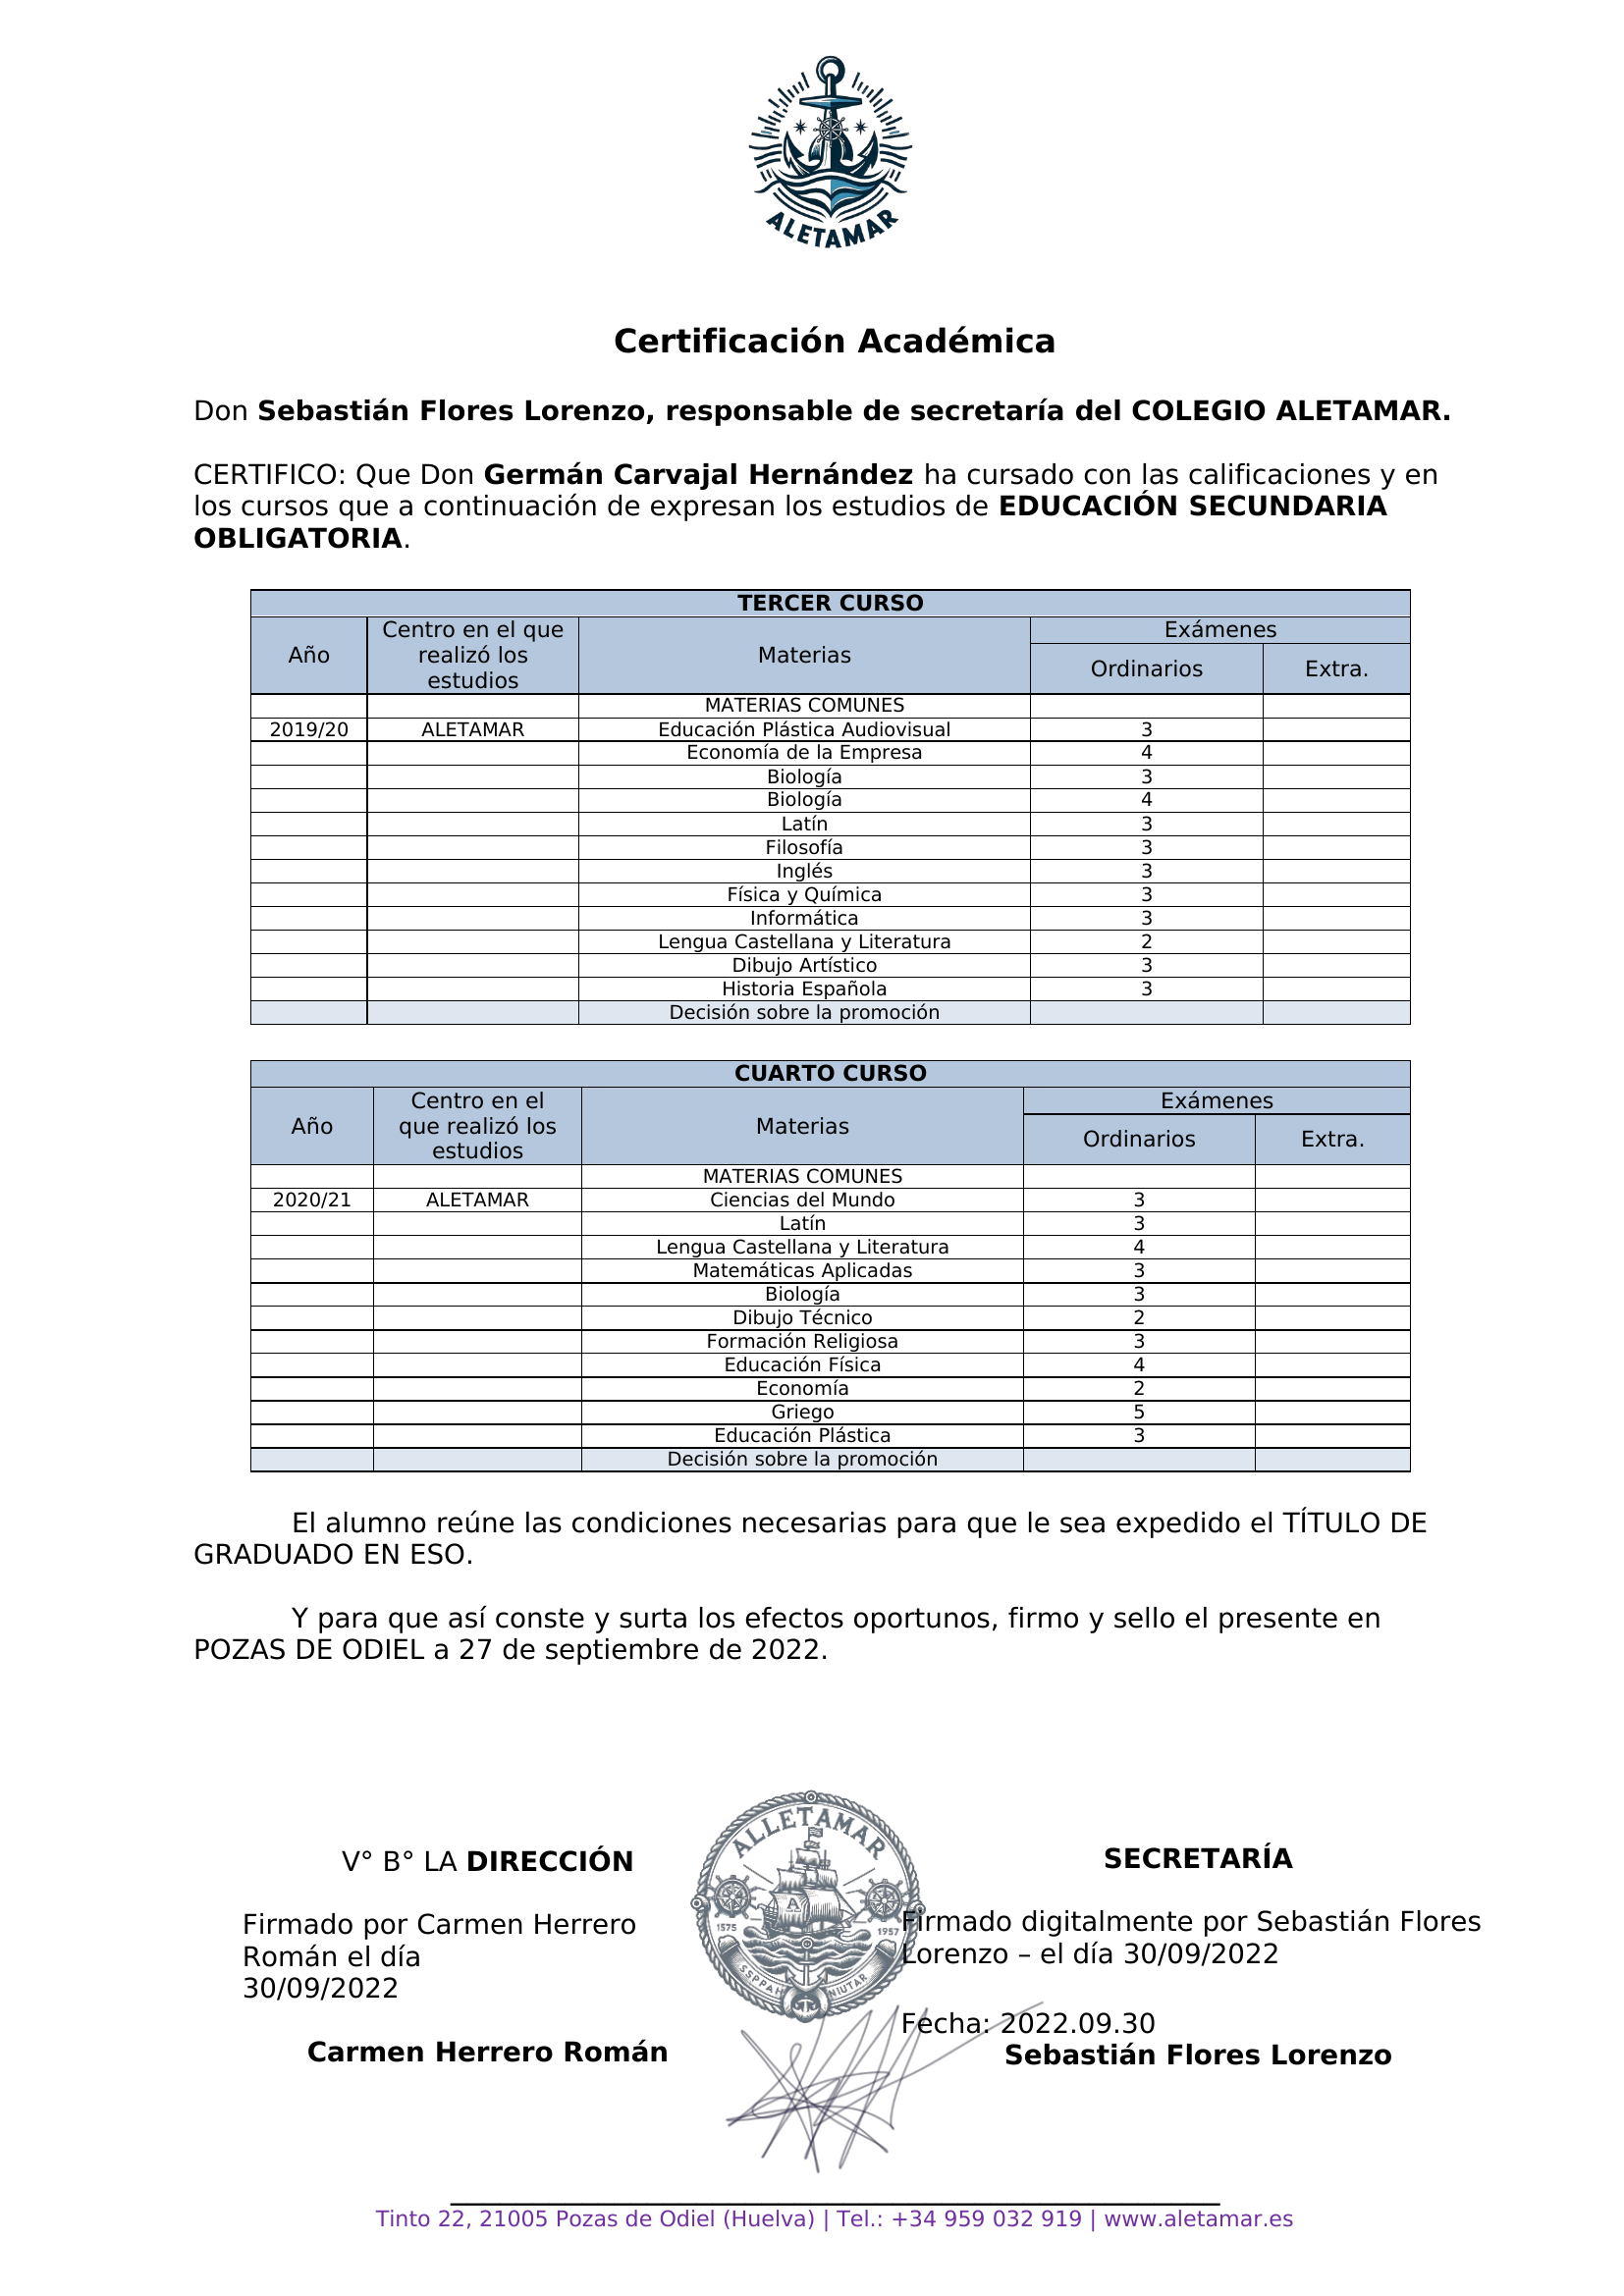 ALETAMAR
Certificación Académica
Don Sebastián Flores Lorenzo, responsable de secretaría del COLEGIO ALETAMAR.
CERTIFICO: Que Don Germán Carvajal Hernández ha cursado con las calificaciones y en
los cursos que a continuación de expresan los estudios de EDUCACIÓN SECUNDARIA
OBLIGATORIA.
TERCER CURSO
Año Centro en el que realizó los estudios Materias Exámenes
Ordinarios Extra.
MATERIAS COMUNES
2019/20 ALETAMAR Educación Plástica Audiovisual 3
Economía de la Empresa 4
Biología 3
Biología 4
Latín 3
Filosofía 3
Inglés 3
Física y Química 3
Informática 3
Lengua Castellana y Literatura 2
Dibujo Artístico 3
Historia Española 3
Decisión sobre la promoción
CUARTO CURSO
Año Centro en el que realizó los estudios Materias Exámenes
Ordinarios Extra.
MATERIAS COMUNES
2020/21 ALETAMAR Ciencias del Mundo 3
Latín 3
Lengua Castellana y Literatura 4
Matemáticas Aplicadas 3
Biología 3
Dibujo Técnico 2
Formación Religiosa 3
Educación Física 4
Economía 2
Griego 5
Educación Plástica 3
Decisión sobre la promoción
El alumno reúne las condiciones necesarias para que le sea expedido el TÍTULO DE
GRADUADO EN ESO.
Y para que así conste y surta los efectos oportunos, firmo y sello el presente en
POZAS DE ODIEL a 27 de septiembre de 2022.
V° B° LA DIRECCIÓN
Firmado por Carmen Herrero
Román el día
30/09/2022
Carmen Herrero Román
ALLETAMAR
A
1575 1957
SSPPAH NIUTAR
SECRETARÍA
Firmado digitalmente por Sebastián Flores
Lorenzo – el día 30/09/2022
Fecha: 2022.09.30
Sebastián Flores Lorenzo
Tinto 22, 21005 Pozas de Odiel (Huelva) | Tel.: +34 959 032 919 | www.aletamar.es